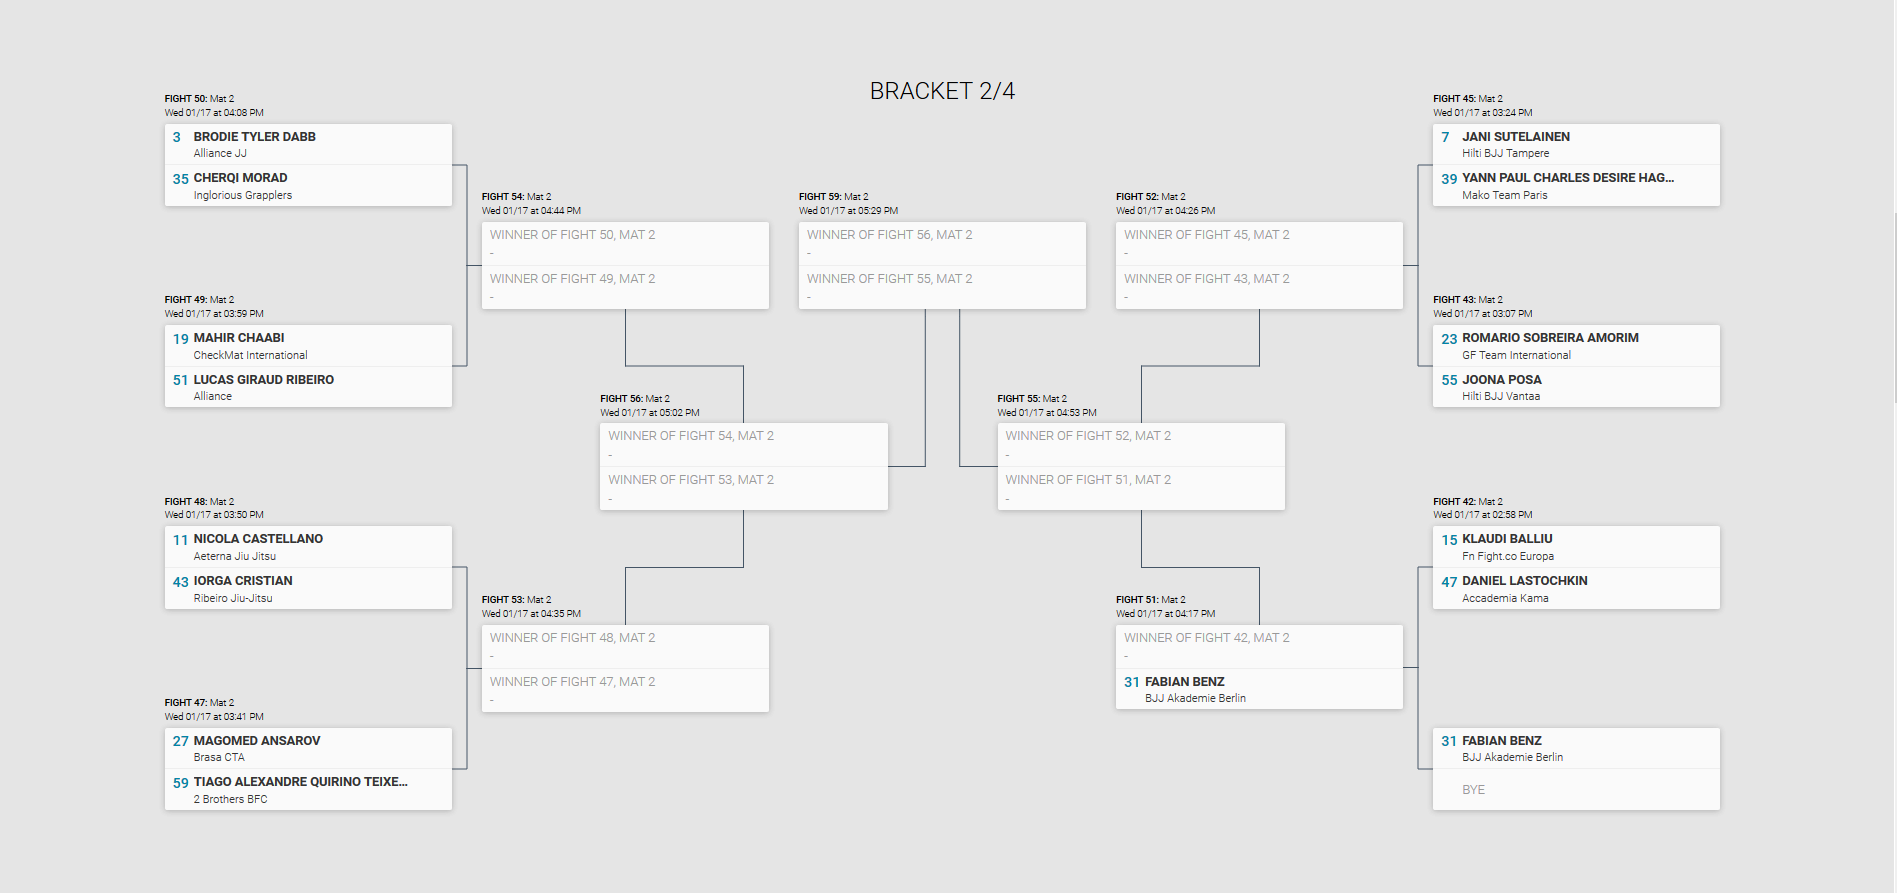 BRACKET 2/4
FIGHT 50: Mat 2
Wed 01/17 at 04:08 PM
3 BRODIE TYLER DABB
Alliance JJ
35 CHERQI MORAD
Inglorious Grapplers
FIGHT 49: Mat 2
Wed 01/17 at 03:59 PM
19 MAHIR CHAABI
CheckMat International
51 LUCAS GIRAUD RIBEIRO
Alliance
FIGHT 48: Mat 2
Wed 01/17 at 03:50 PM
11 NICOLA CASTELLANO
Aeterna Jiu Jitsu
43 IORGA CRISTIAN
Ribeiro Jiu-Jitsu
FIGHT 47: Mat 2
Wed 01/17 at 03:41 PM
27 MAGOMED ANSAROV
Brasa CTA
59 TIAGO ALEXANDRE QUIRINO TEIXE...
2 Brothers BFC
FIGHT 54: Mat 2
Wed 01/17 at 04:44 PM
WINNER OF FIGHT 50, MAT 2
-
WINNER OF FIGHT 49, MAT 2
-
FIGHT 53: Mat 2
Wed 01/17 at 04:35 PM
WINNER OF FIGHT 48, MAT 2
-
WINNER OF FIGHT 47, MAT 2
-
FIGHT 56: Mat 2
Wed 01/17 at 05:02 PM
WINNER OF FIGHT 54, MAT 2
-
WINNER OF FIGHT 53, MAT 2
-
FIGHT 59: Mat 2
Wed 01/17 at 05:29 PM
WINNER OF FIGHT 56, MAT 2
-
WINNER OF FIGHT 55, MAT 2
-
FIGHT 55: Mat 2
Wed 01/17 at 04:53 PM
WINNER OF FIGHT 52, MAT 2
-
WINNER OF FIGHT 51, MAT 2
-
FIGHT 52: Mat 2
Wed 01/17 at 04:26 PM
WINNER OF FIGHT 45, MAT 2
-
WINNER OF FIGHT 43, MAT 2
-
FIGHT 51: Mat 2
Wed 01/17 at 04:17 PM
WINNER OF FIGHT 42, MAT 2
-
31 FABIAN BENZ
BJJ Akademie Berlin
FIGHT 45: Mat 2
Wed 01/17 at 03:24 PM
7 JANI SUTELAINEN
Hilti BJJ Tampere
39 YANN PAUL CHARLES DESIRE HAG...
Mako Team Paris
FIGHT 43: Mat 2
Wed 01/17 at 03:07 PM
23 ROMARIO SOBREIRA AMORIM
GF Team International
55 JOONA POSA
Hilti BJJ Vantaa
FIGHT 42: Mat 2
Wed 01/17 at 02:58 PM
15 KLAUDI BALLIU
Fn Fight.co Europa
47 DANIEL LASTOCHKIN
Accademia Kama
31 FABIAN BENZ
BJJ Akademie Berlin
BYE